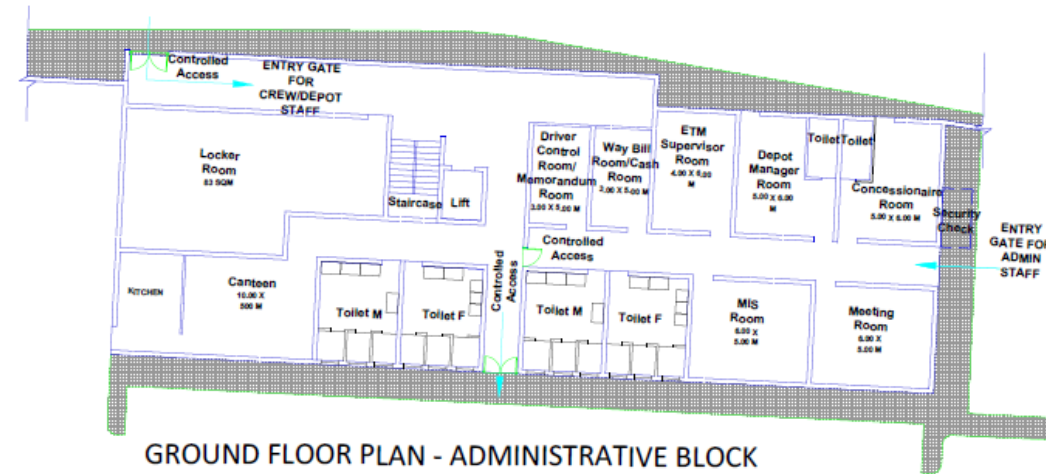 Controlled
Access
ENTRY GATE
FOR
CREW/DEPOT
STAFF
Locker
Room
83 SQM
Staircase
Lift
Driver
Control
Room/
Memorandum
Room
3.00 X 5.00 M
Way Bill
Room/Cash
Room
3.00 X 5.00 M
ETM
Supervisor
Room
4.00 X 6.00
M
Depot
Manager
Room
5.00 X 6.00
M
Toilet
Toilet
Concessionaire
Room
5.00 X 6.00 M
Security
Check
ENTRY
GATE FOR
ADMIN
STAFF
Controlled
Access
Controlled
Access
KITCHEN
Canteen
10.00 X
500 M
Toilet M
Toilet F
Toilet M
Toilet F
MIS
Room
6.00 X
5.00 M
Meeting
Room
6.00 X
5.00 M
GROUND FLOOR PLAN - ADMINISTRATIVE BLOCK